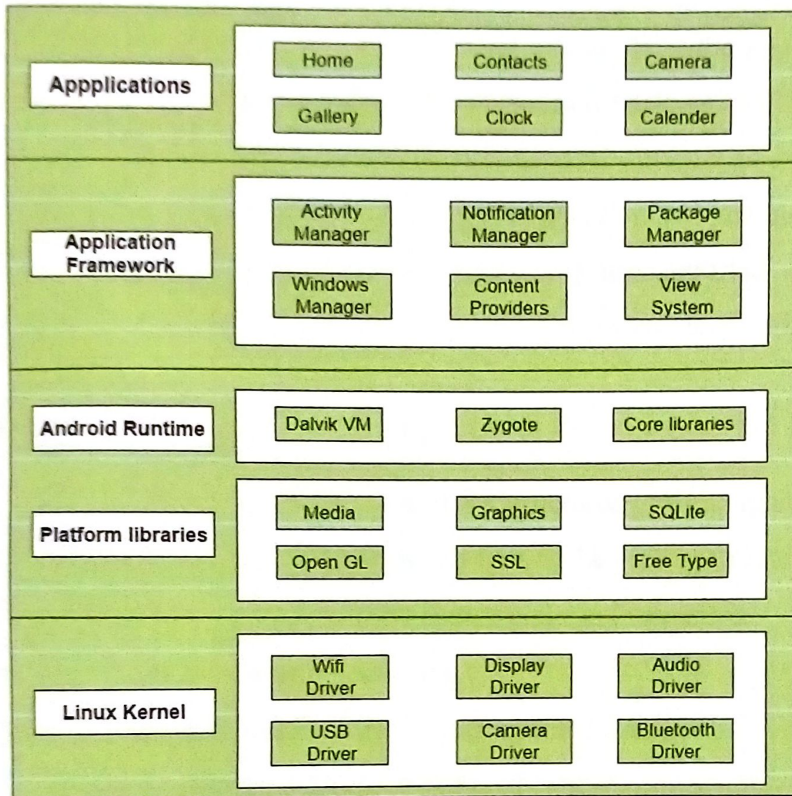 Appplications
Home
Contacts
Camera
Gallery
Clock
Calender
Application
Framework
Activity
Manager
Notification
Manager
Package
Manager
Windows
Manager
Content
Providers
View
System
Android Runtime
Dalvik VM
Zygote
Core libraries
Platform libraries
Media
Graphics
SQLite
Open GL
SSL
Free Type
Linux Kernel
Wifi
Driver
Display
Driver
Audio
Driver
USB
Driver
Camera
Driver
Bluetooth
Driver